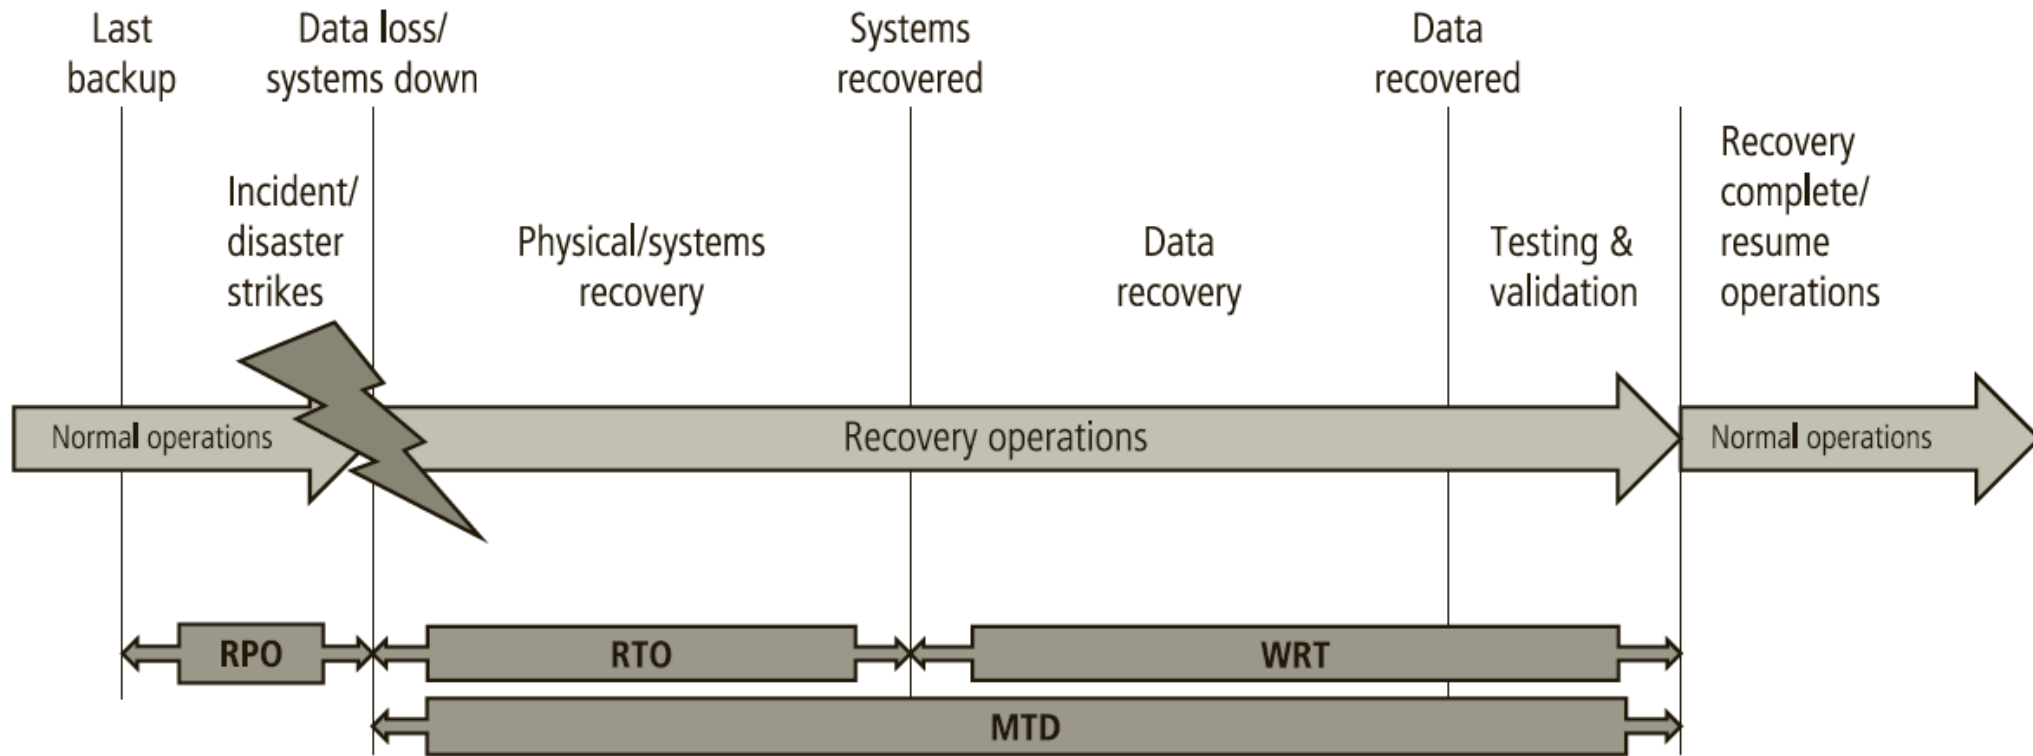 Last
backup
Data loss/
systems down
Systems
recovered
Data
recovered
Incident/
disaster
strikes
Physical/systems
recovery
Data
recovery
Testing &
validation
Recovery
complete/
resume
operations
Normal operations
Recovery operations
Normal operations
RPO
RTO
WRT
MTD